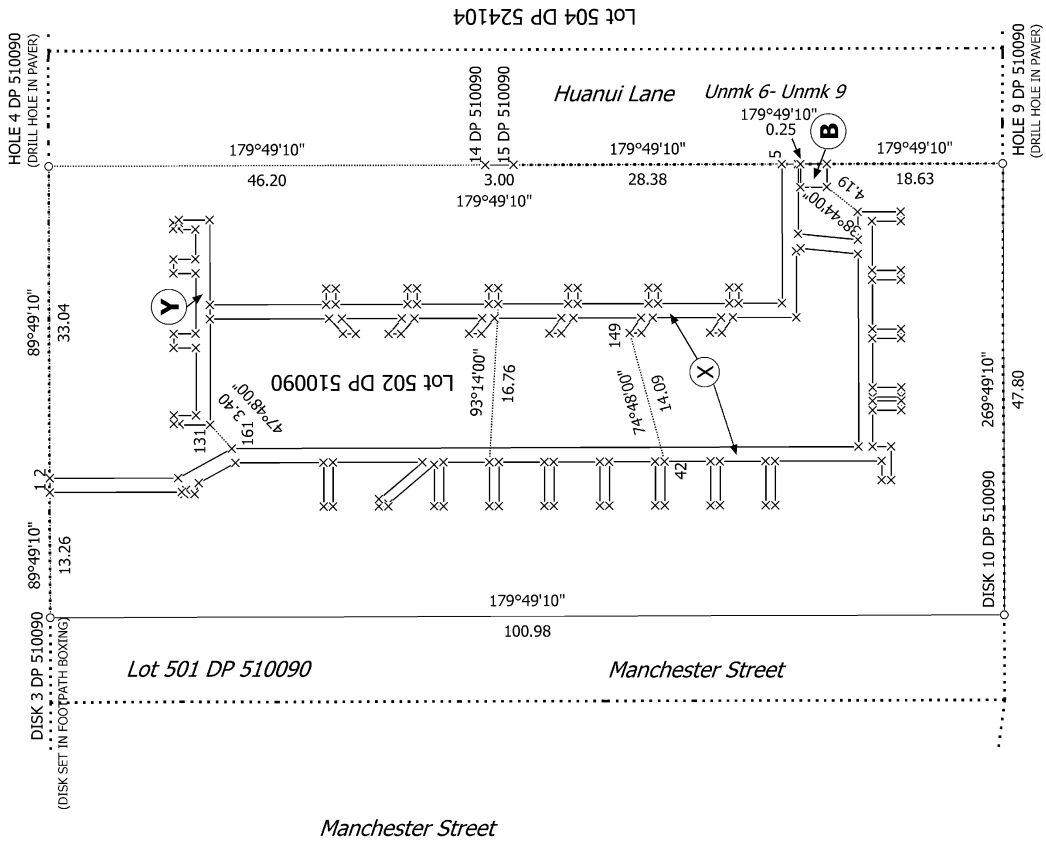 Lot 504 DP 524104
HOLE 4 DP 510090
(DRILL HOLE IN PAVER)
HOLE 9 DP 510090
(DRILL HOLE IN PAVER)
14 DP 510090
15 DP 510090
Huanui Lane
Unmk 6- Unmk 9
179°49'10"
0.25
B
179°49'10"
46.20
3.00
179°49'10"
179°49'10"
28.38
5
179°49'10"
18.63
4.19
38°44'00"
89°49'10"
33.04
Y
Lot 502 DP 510090
93°14'00"
16.76
149
74°48'00"
14.09
X
42
131
161
3.40
47°48'00"
1
2
269°49'10"
47.80
89°49'10"
13.26
DISK 3 DP 510090
(DISK SET IN FOOTPATH BOXING)
DISK 10 DP 510090
179°49'10"
100.98
Lot 501 DP 510090
Manchester Street
Manchester Street